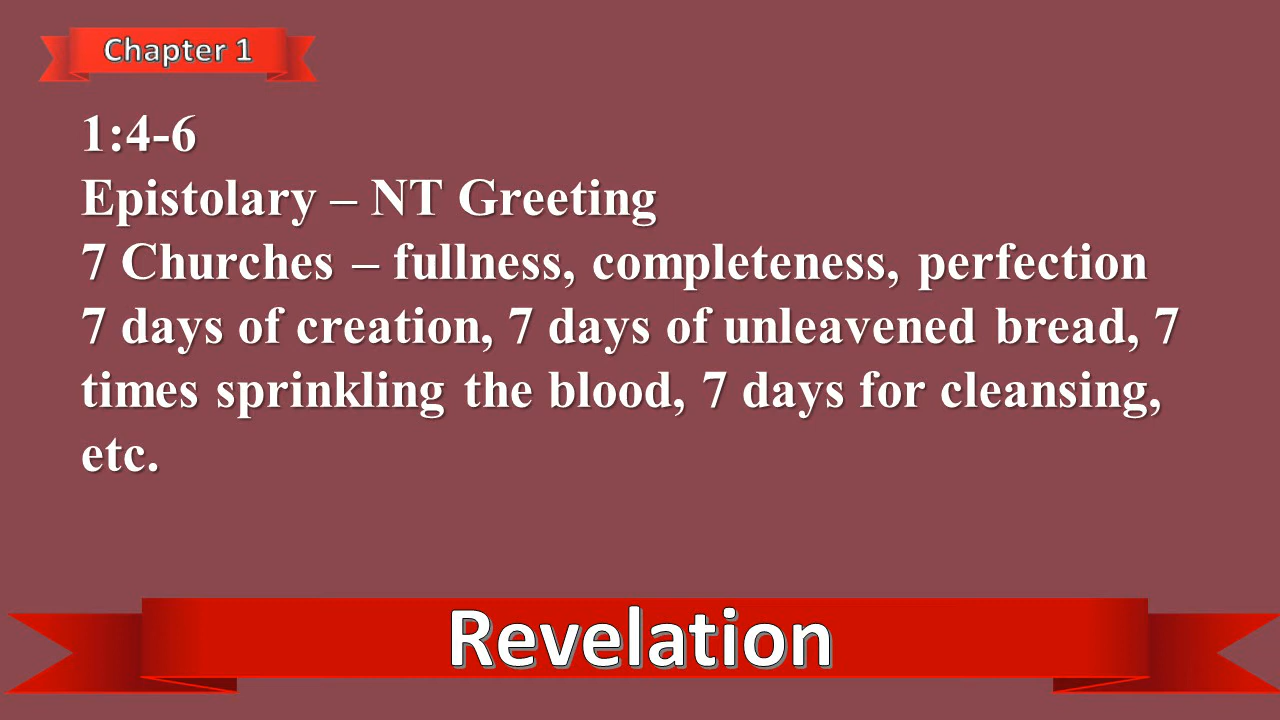 Chapter 1
1:4-6
Epistolary – NT Greeting
7 Churches – fullness, completeness, perfection
7 days of creation, 7 days of unleavened bread, 7
times sprinkling the blood, 7 days for cleansing,
etc.
Revelation